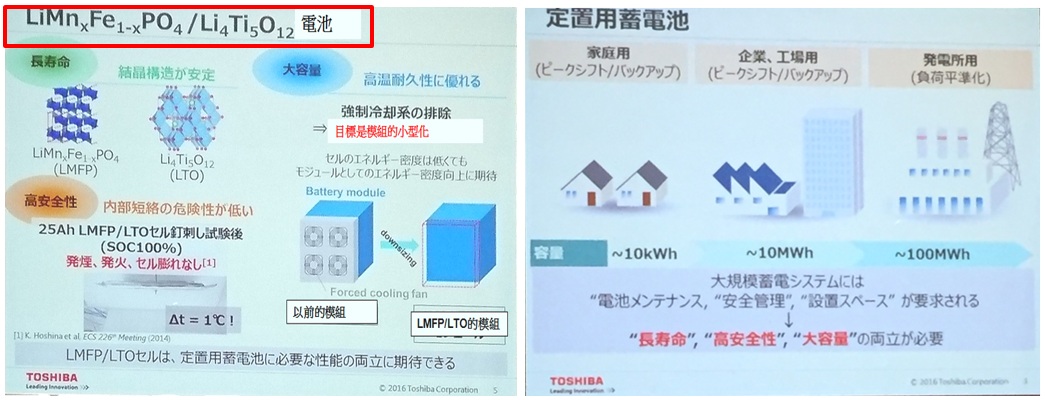 LiMnxFe1-xPO4 /Li4Ti5O12 電池
長寿命
結晶構造が安定
LiMnxFe1-xPO4
(LMFP)
Li4Ti5O12
(LTO)
大容量
高温耐久性に優れる
強制冷却系の排除
⇒ 目標是模組的小型化
セルのエネルギー密度は低くても
モジュールとしてのエネルギー密度向上に期待
Battery module
downsizing
Forced cooling fan
以前的模組
LMFP/LTO的模組
高安全性
内部短絡の危険性が低い
25Ah LMFP/LTOセル釘刺し試験後
(SOC100%)
発煙、発火、セル膨れなし[1]
Δt = 1℃!
[1] K. Hoshina et al. ECS 226th Meeting (2014)
LMFP/LTOセルは、定置用蓄電池に必要な性能の両立に期待できる
TOSHIBA
Leading Innovation >>>
© 2016 Toshiba Corporation 5
定置用蓄電池
家庭用
(ピークシフト/バックアップ)
企業、工場用
(ピークシフト/バックアップ)
発電所用
(負荷平準化)
容量
~10kWh
~10MWh
~100MWh
大規模蓄電システムには
“電池メンテナンス, “安全管理”, “設置スペース” が要求される
↓
“長寿命”, “高安全性”, “大容量”の両立が必要
TOSHIBA
Leading Innovation >>>
© 2016 Toshiba Corporation